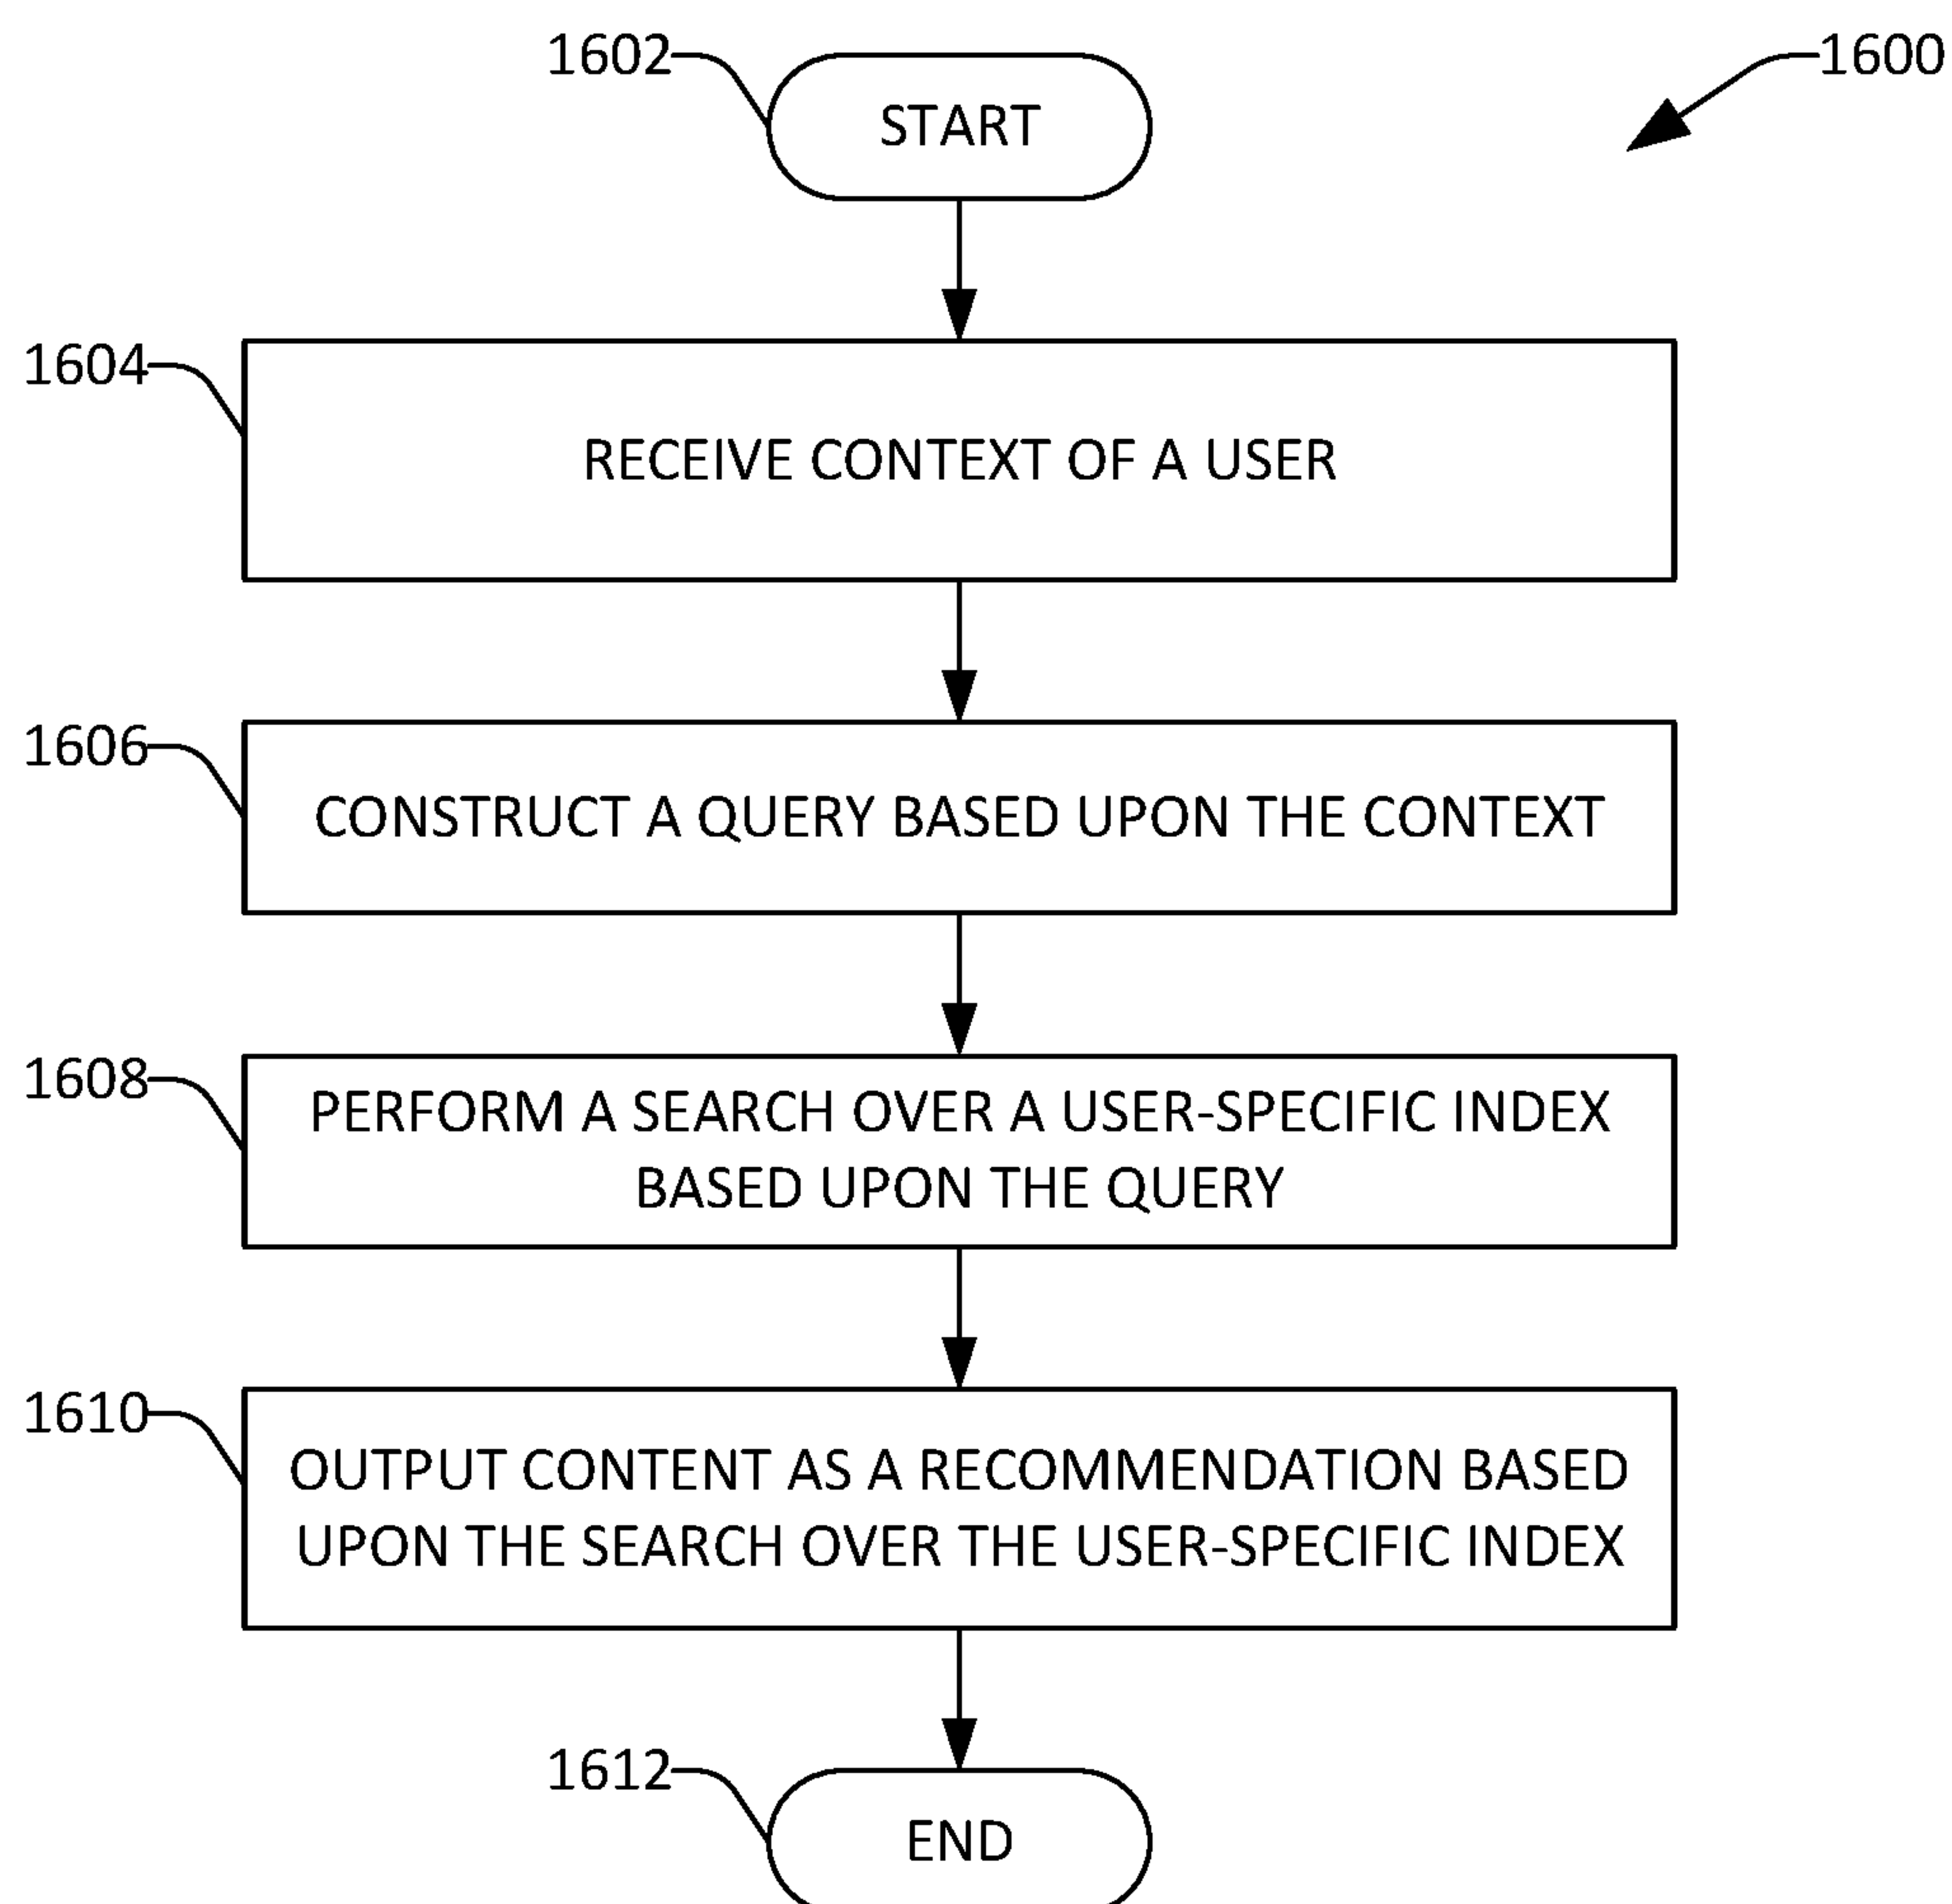 1602
START
1600
1604
RECEIVE CONTEXT OF A USER
1606
CONSTRUCT A QUERY BASED UPON THE CONTEXT
1608
PERFORM A SEARCH OVER A USER-SPECIFIC INDEX
BASED UPON THE QUERY
1610
OUTPUT CONTENT AS A RECOMMENDATION BASED
UPON THE SEARCH OVER THE USER-SPECIFIC INDEX
1612
END